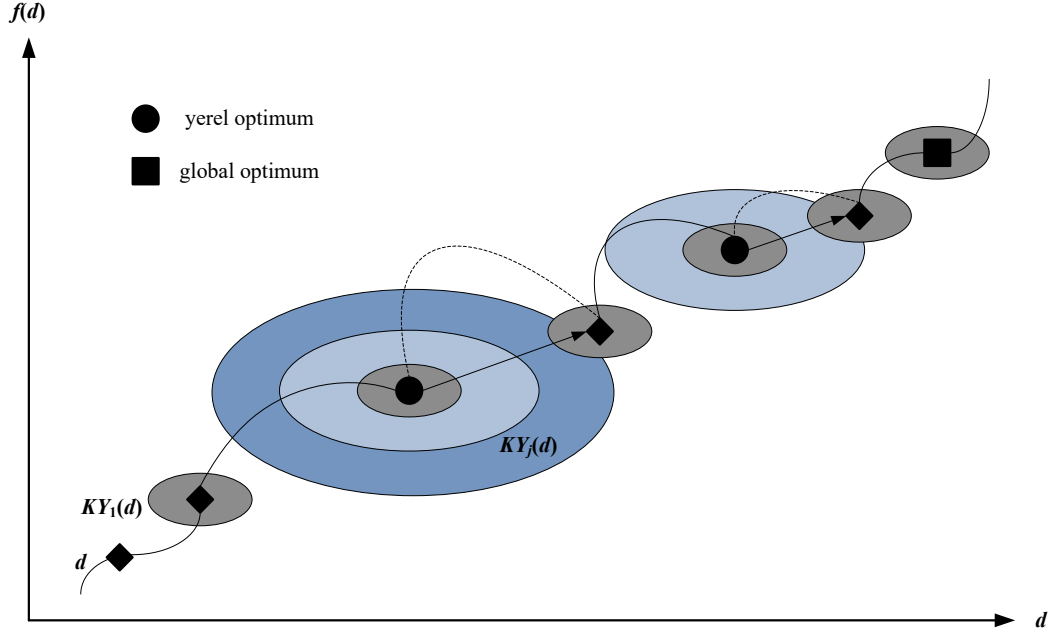 f(d)
yerel optimum
global optimum
KYj(d)
KY1(d)
d
d